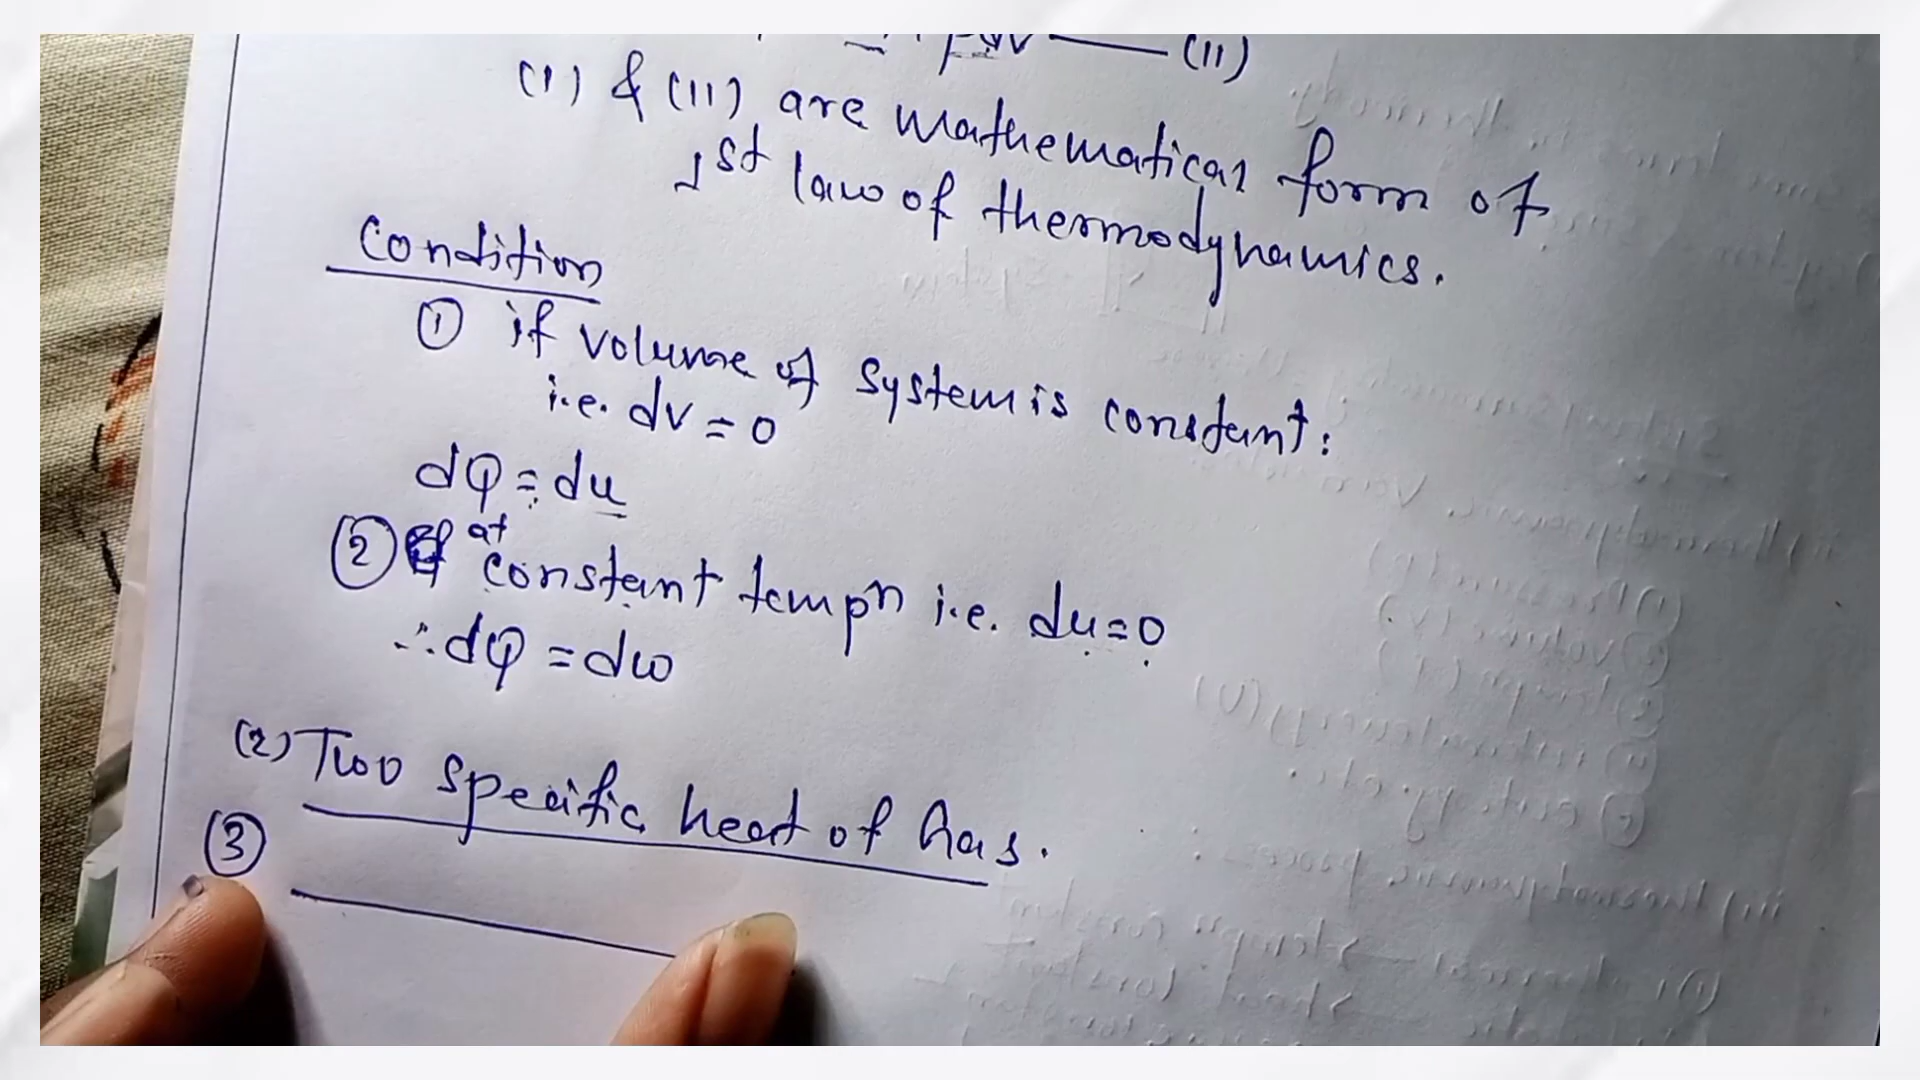 pdv —— (II)
(I) & (II) are mathematical form of
1st law of thermodynamics.
Condition
① if volume of system is constant:
i.e. dv = 0
dQ = du
② at constant tempn i.e. du = 0
∴ dQ = dw
(2) Two specific heat of Gas.
③